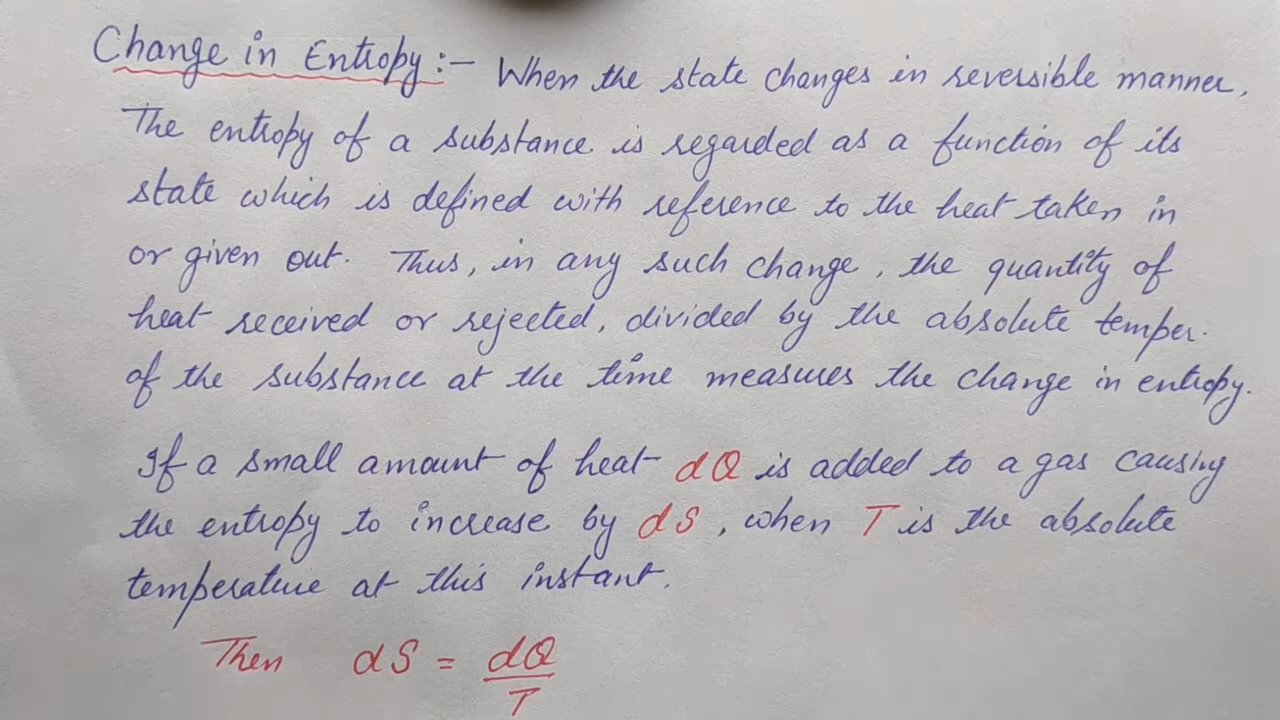 Change in Entropy :- When the state changes in reversible manner,
The entropy of a substance is regarded as a function of its
state which is defined with reference to the heat taken in
or given out. Thus, in any such change, the quantity of
heat received or rejected, divided by the absolute temper.
of the substance at the time measures the change in entropy.
If a small amount of heat dQ is added to a gas causing
the entropy to increase by dS, when T is the absolute
temperature at this instant.
Then dS = dQ/T